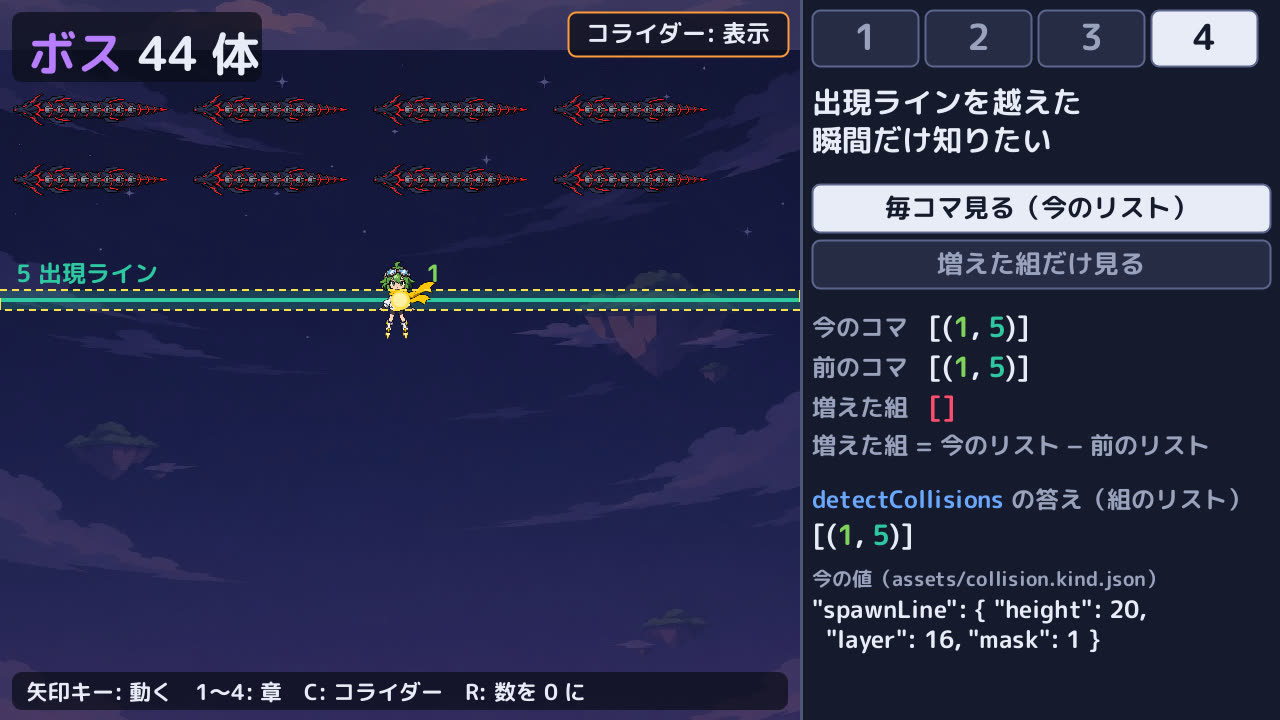 ボス 44 体
コライダー: 表示
1 2 3 4
出現ラインを越えた
瞬間だけ知りたい
毎コマ見る（今のリスト）
増えた組だけ見る
5 出現ライン
1
今のコマ [(1, 5)]
前のコマ [(1, 5)]
増えた組 []
増えた組 = 今のリスト − 前のリスト
detectCollisions の答え（組のリスト）
[(1, 5)]
今の値（assets/collision.kind.json）
"spawnLine": { "height": 20,
"layer": 16, "mask": 1 }
矢印キー: 動く 1〜4: 章 C: コライダー R: 数を 0 に